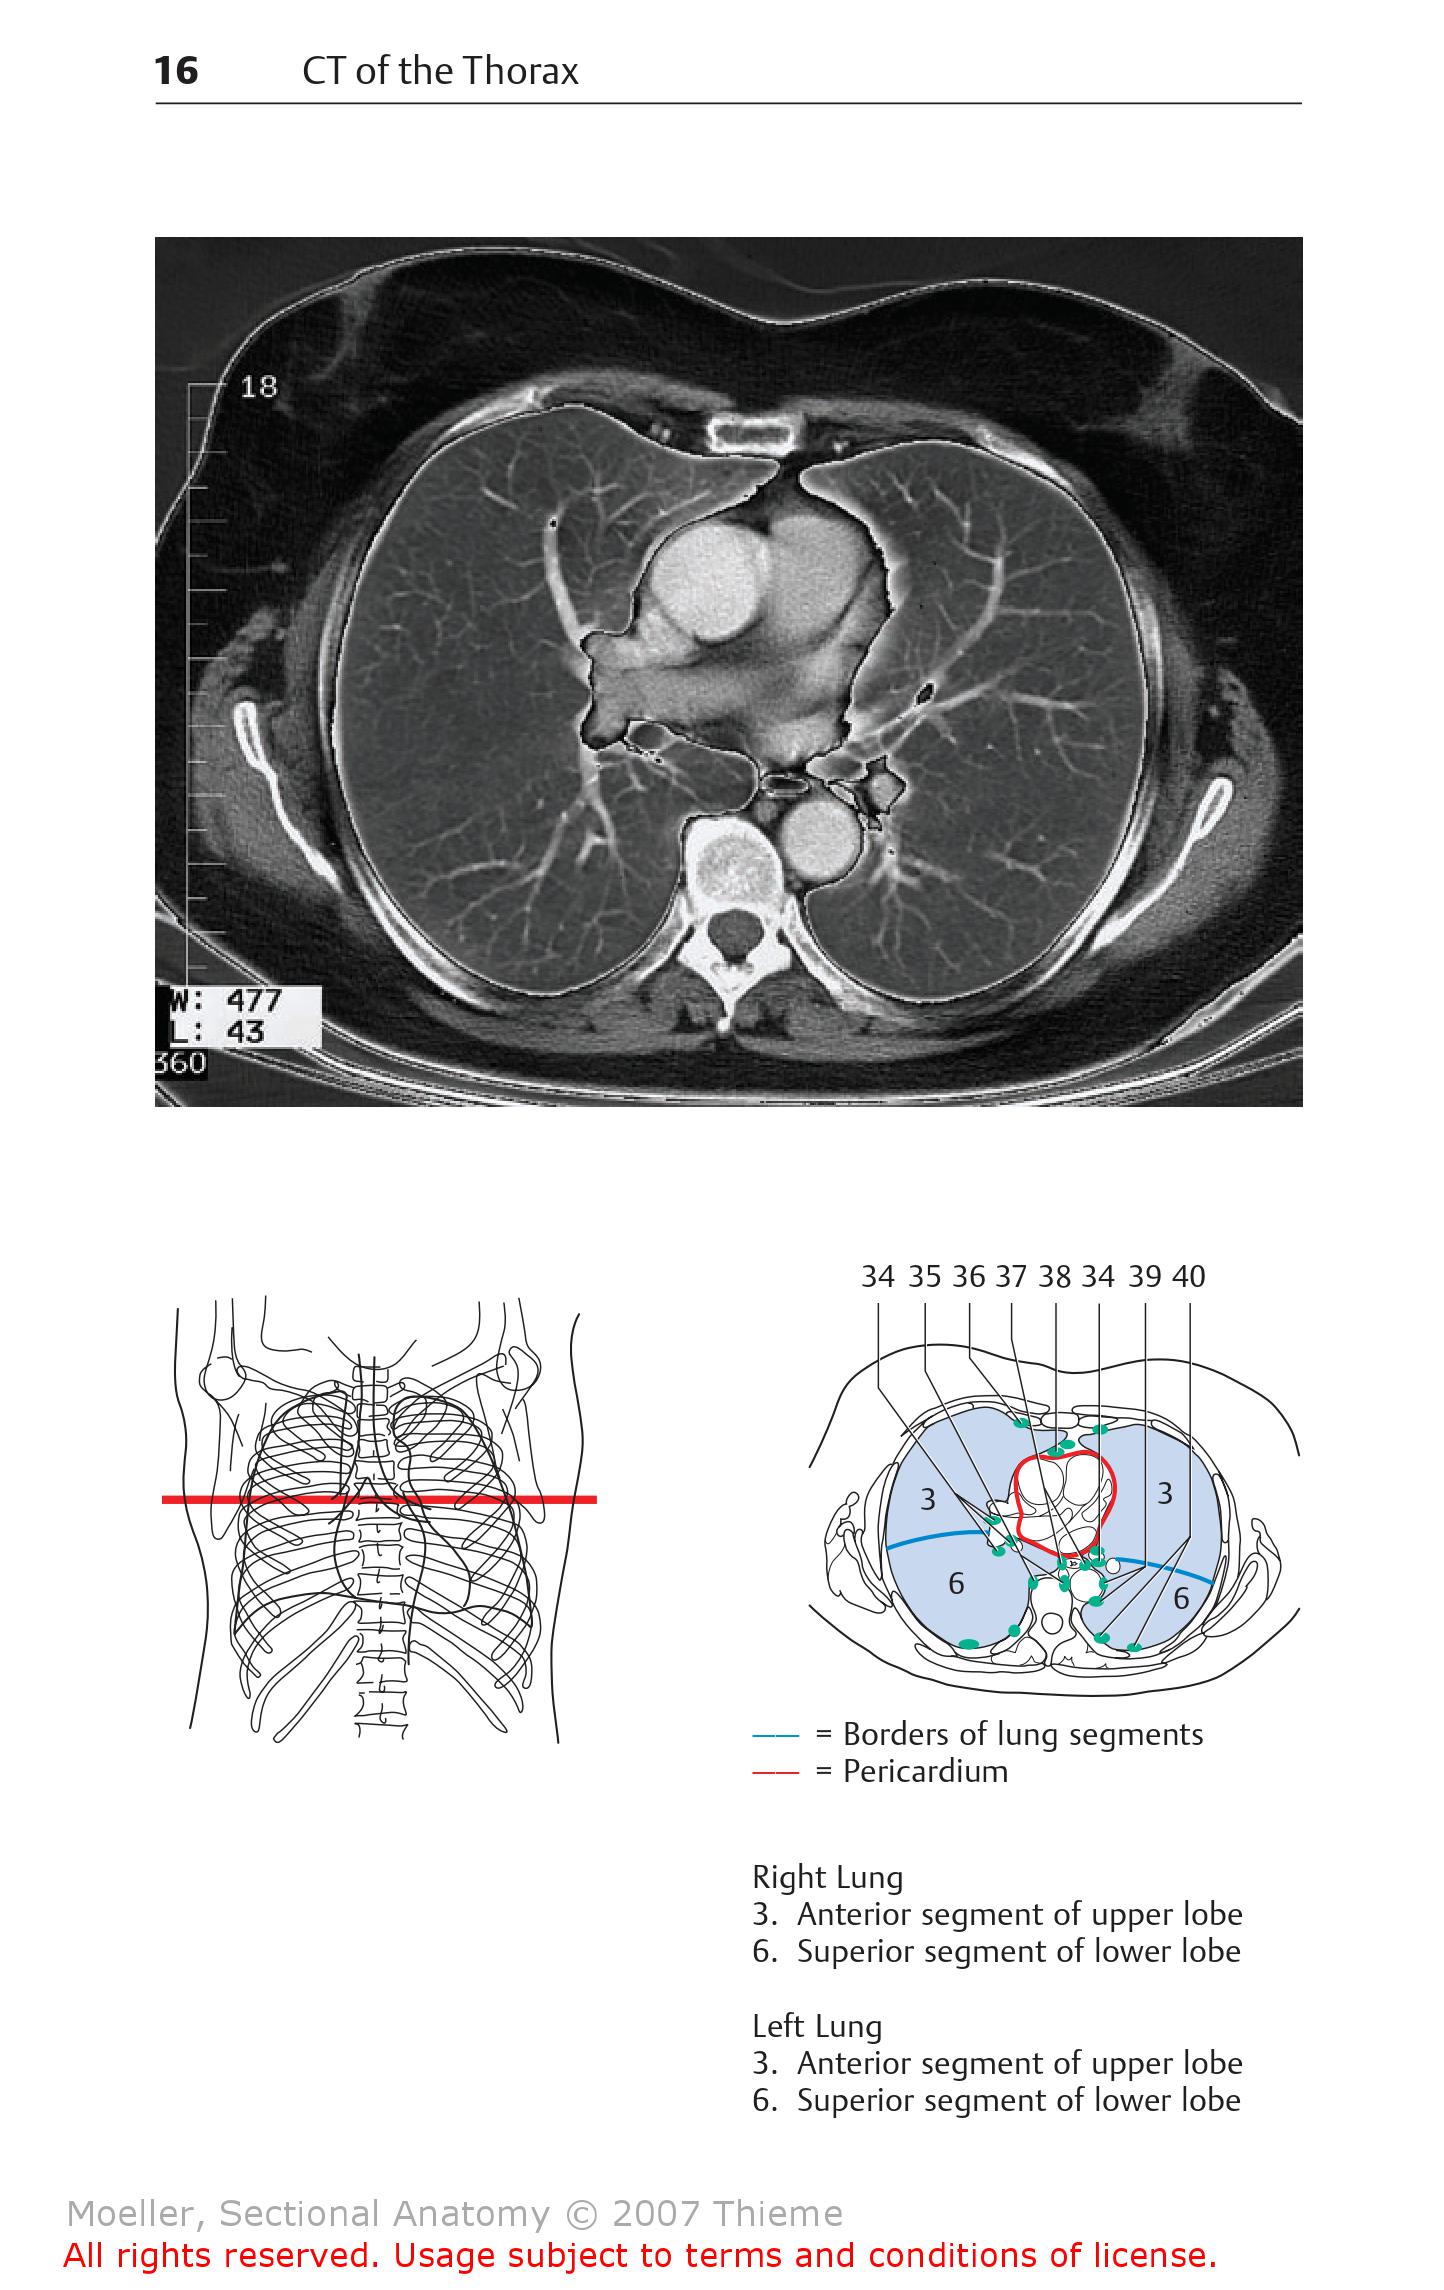 16 CT of the Thorax
18
W: 477
L: 43
360
34 35 36 37 38 34 39 40
3 3
6 6
—— = Borders of lung segments
—— = Pericardium
Right Lung
3. Anterior segment of upper lobe
6. Superior segment of lower lobe
Left Lung
3. Anterior segment of upper lobe
6. Superior segment of lower lobe
Moeller, Sectional Anatomy © 2007 Thieme
All rights reserved. Usage subject to terms and conditions of license.